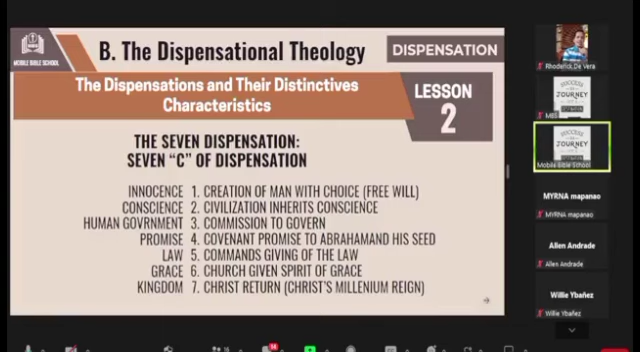 MOBILE BIBLE SCHOOL
B. The Dispensational Theology
DISPENSATION
The Dispensations and Their Distinctives
Characteristics
LESSON
2
THE SEVEN DISPENSATION:
SEVEN “C” OF DISPENSATION
INNOCENCE 1. CREATION OF MAN WITH CHOICE (FREE WILL)
CONSCIENCE 2. CIVILIZATION INHERITS CONSCIENCE
HUMAN GOVRNMENT 3. COMMISSION TO GOVERN
PROMISE 4. COVENANT PROMISE TO ABRAHAMAND HIS SEED
LAW 5. COMMANDS GIVING OF THE LAW
GRACE 6. CHURCH GIVEN SPIRIT OF GRACE
KINGDOM 7. CHRIST RETURN (CHRIST'S MILLENIUM REIGN)
Rhoderick De Vera
JOURNEY
MBS
JOURNEY
Mobile Bible School
MYRNA mapanao
MYRNA mapanao
Allen Andrade
Allen Andrade
Willie Ybañez
Willie Ybañez